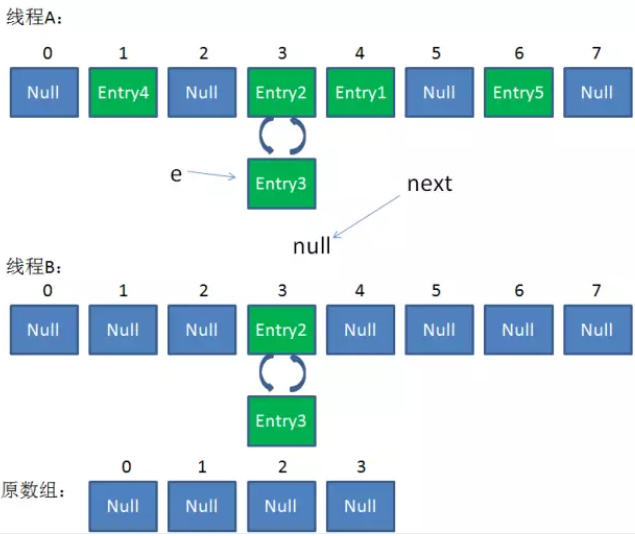 线程A：
0 1 2 3 4 5 6 7
Null Entry4 Null Entry2 Entry1 Null Entry5 Null
e Entry3 next
null
线程B：
0 1 2 3 4 5 6 7
Null Null Null Entry2 Null Null Null Null
Entry3
0 1 2 3
原数组： Null Null Null Null